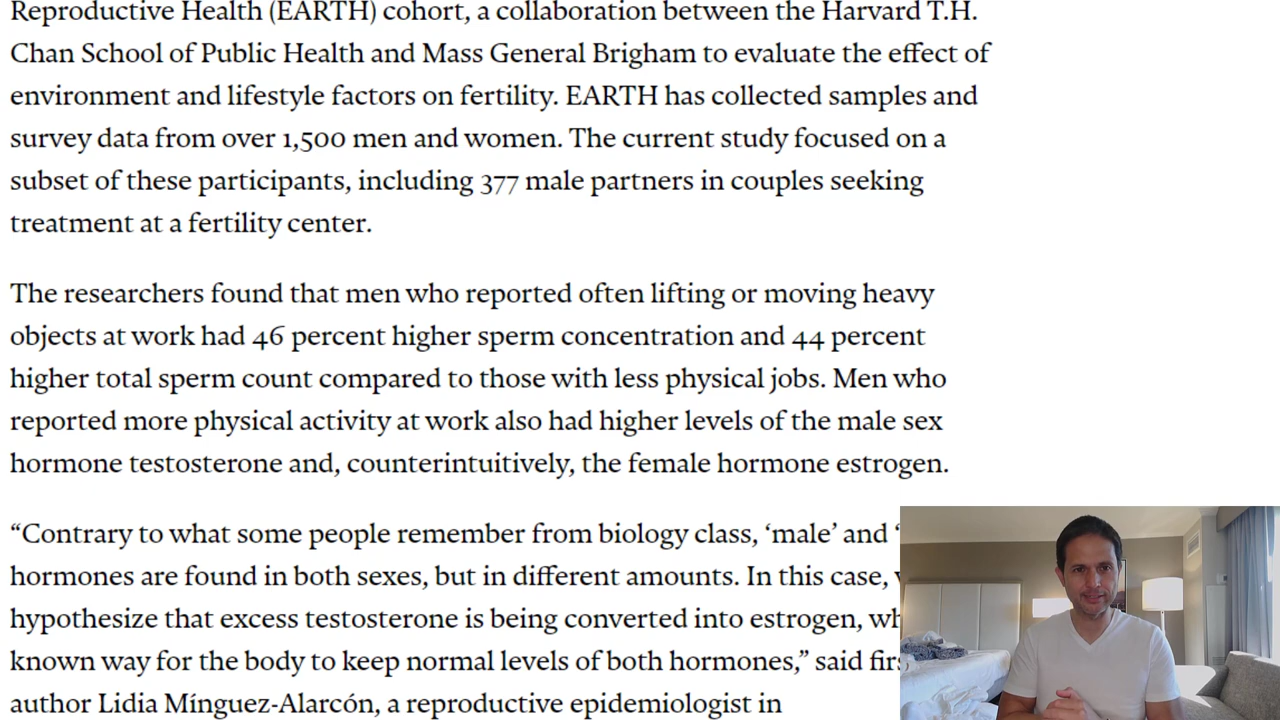 Reproductive Health (EARTH) cohort, a collaboration between the Harvard T.H.
Chan School of Public Health and Mass General Brigham to evaluate the effect of
environment and lifestyle factors on fertility. EARTH has collected samples and
survey data from over 1,500 men and women. The current study focused on a
subset of these participants, including 377 male partners in couples seeking
treatment at a fertility center.
The researchers found that men who reported often lifting or moving heavy
objects at work had 46 percent higher sperm concentration and 44 percent
higher total sperm count compared to those with less physical jobs. Men who
reported more physical activity at work also had higher levels of the male sex
hormone testosterone and, counterintuitively, the female hormone estrogen.
“Contrary to what some people remember from biology class, ‘male’ and ‘
hormones are found in both sexes, but in different amounts. In this case,
hypothesize that excess testosterone is being converted into estrogen,
known way for the body to keep normal levels of both hormones,” said
author Lidia Mínguez-Alarcón, a reproductive epidemiologist in